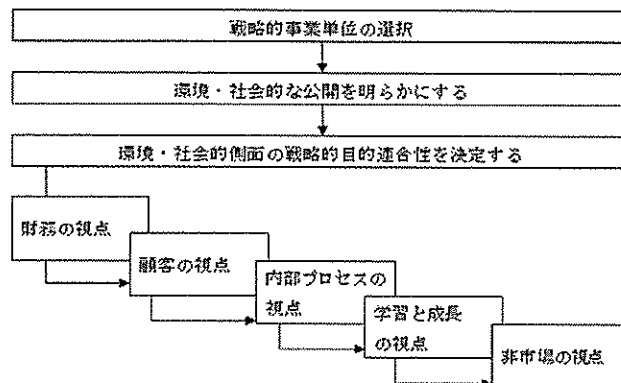 戦略的事業単位の選択
環境・社会的な公開を明らかにする
環境・社会的側面の戦略的目的連合性を決定する
財務の視点
顧客の視点
内部プロセスの
視点
学習と成長
の視点
非市場の視点